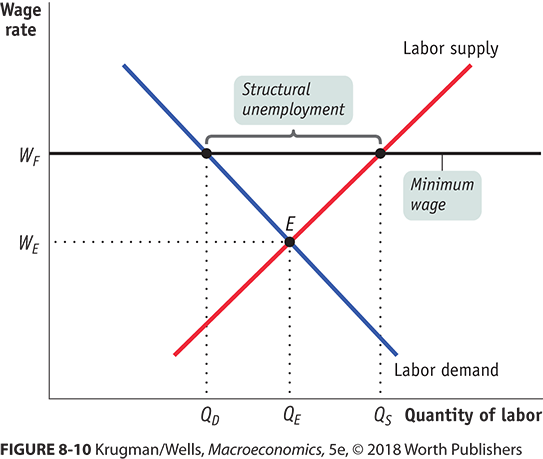 Wage
rate
Labor supply
Structural
unemployment
W_F
Minimum
wage
E
W_E
Labor demand
Q_D
Q_E
Q_S
Quantity of labor
FIGURE 8-10 Krugman/Wells, Macroeconomics, 5e, © 2018 Worth Publishers